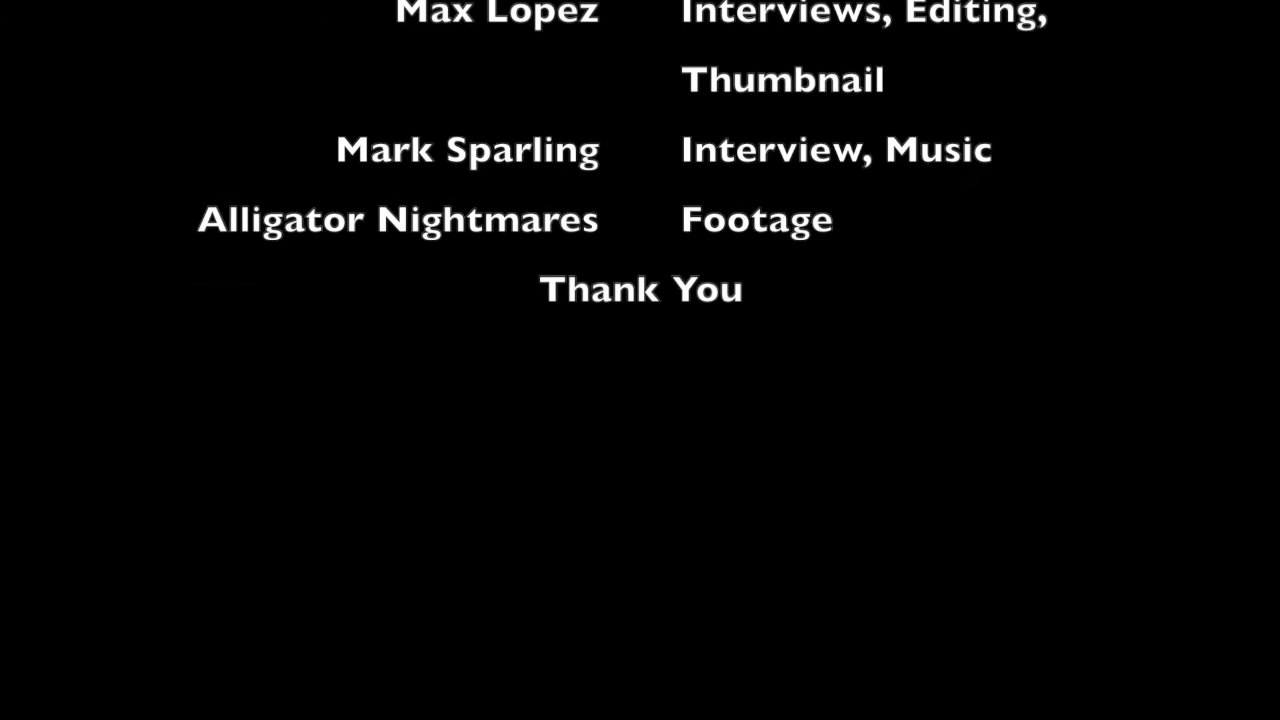 Max Lopez Interviews, Editing,
Thumbnail
Mark Sparling Interview, Music
Alligator Nightmares Footage
Thank You